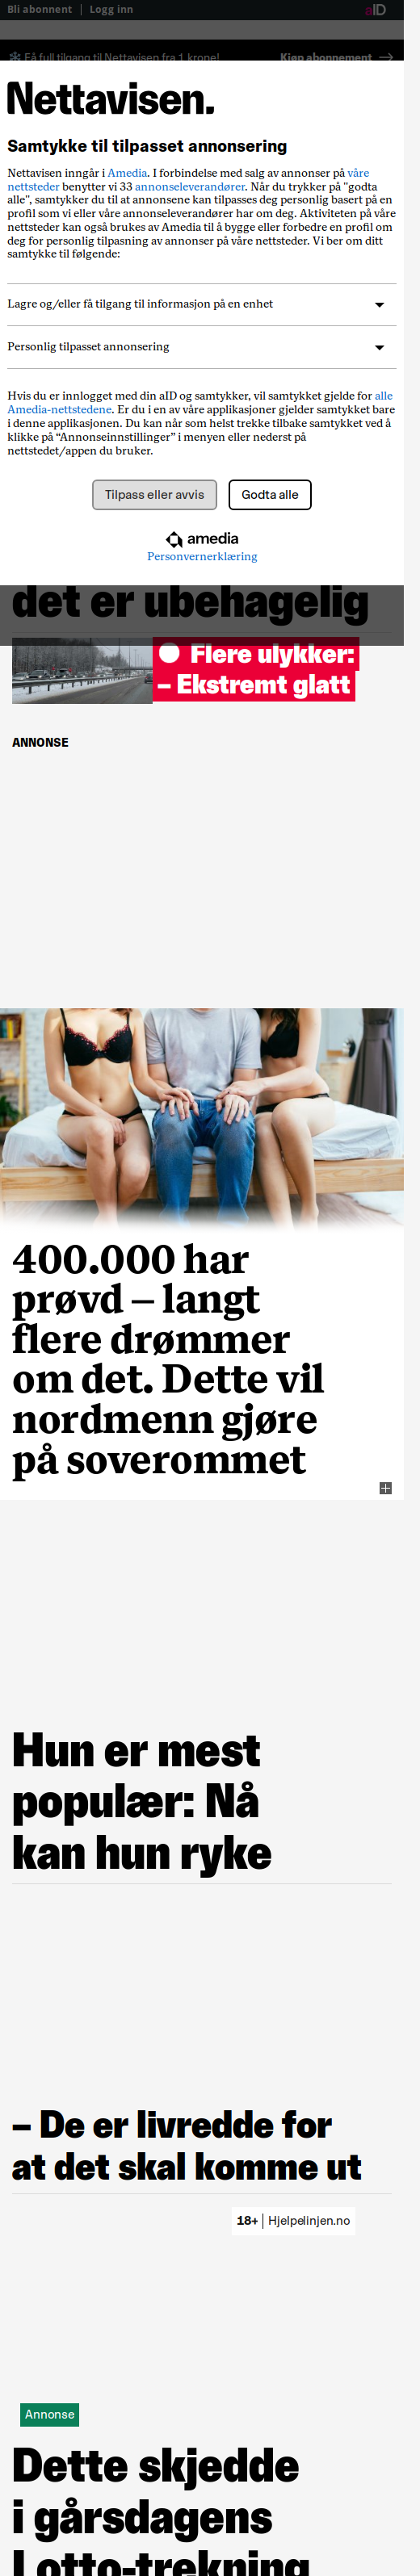 Bli abonnent | Logg inn
aID
Få full tilgang til Nettavisen fra 1 krone!
Kjøp abonnement
Nettavisen.
Samtykke til tilpasset annonsering
Nettavisen inngår i Amedia. I forbindelse med salg av annonser på våre
nettsteder benytter vi 33 annonseleverandører. Når du trykker på "godta
alle", samtykker du til at annonsene kan tilpasses deg personlig basert på en
profil som vi eller våre annonseleverandører har om deg. Aktiviteten på våre
nettsteder kan også brukes av Amedia til å bygge eller forbedre en profil om
deg for personlig tilpasning av annonser på våre nettsteder. Vi ber om ditt
samtykke til følgende:
Lagre og/eller få tilgang til informasjon på en enhet
Personlig tilpasset annonsering
Hvis du er innlogget med din aID og samtykker, vil samtykket gjelde for alle
Amedia-nettstedene. Er du i en av våre applikasjoner gjelder samtykket bare
i denne applikasjonen. Du kan når som helst trekke tilbake samtykket ved å
klikke på “Annonseinnstillinger” i menyen eller nederst på
nettstedet/appen du bruker.
Tilpass eller avvis
Godta alle
amedia
Personvernerklæring
det er ubehagelig
Flere ulykker:
– Ekstremt glatt
ANNONSE
400.000 har
prøvd – langt
flere drømmer
om det. Dette vil
nordmenn gjøre
på soverommet
Hun er mest
populær: Nå
kan hun ryke
– De er livredde for
at det skal komme ut
18+ | Hjelpelinjen.no
Annonse
Dette skjedde
i gårsdagens
Lotto-trekning